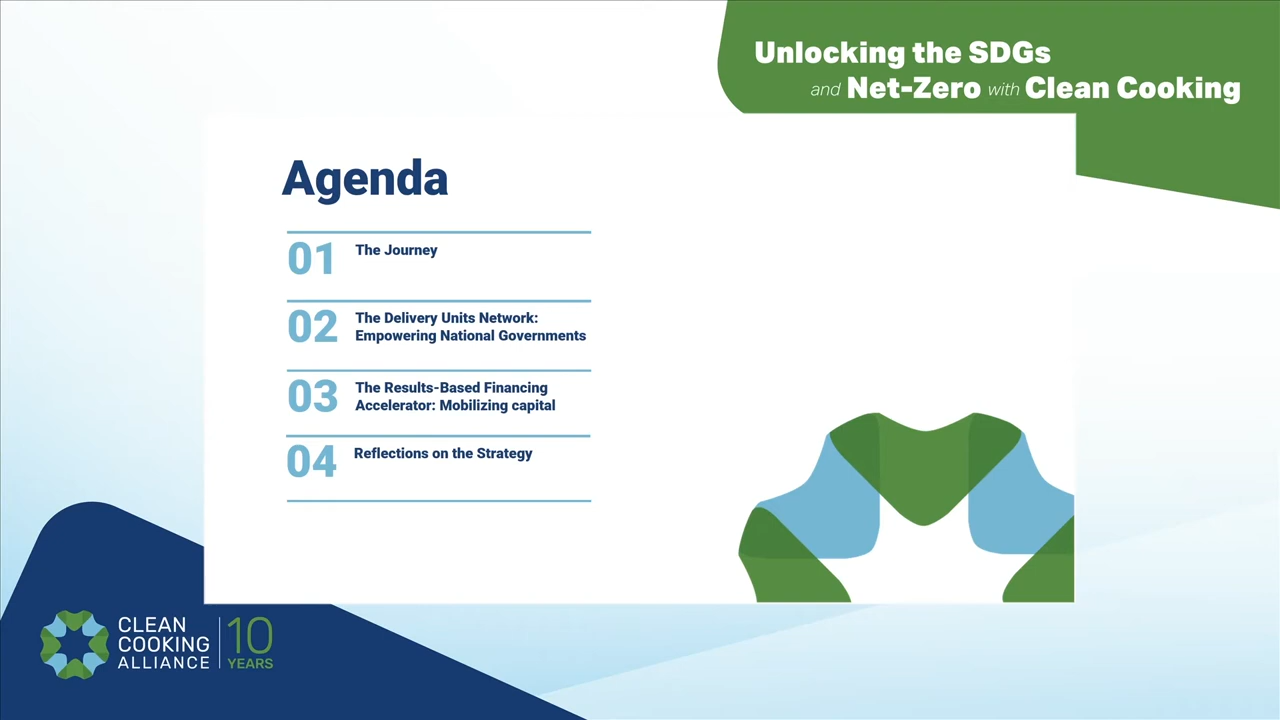 Unlocking the SDGs
and Net-Zero with Clean Cooking
Agenda
01 The Journey
02 The Delivery Units Network:
Empowering National Governments
03 The Results-Based Financing
Accelerator: Mobilizing capital
04 Reflections on the Strategy
CLEAN
COOKING
ALLIANCE
10
YEARS